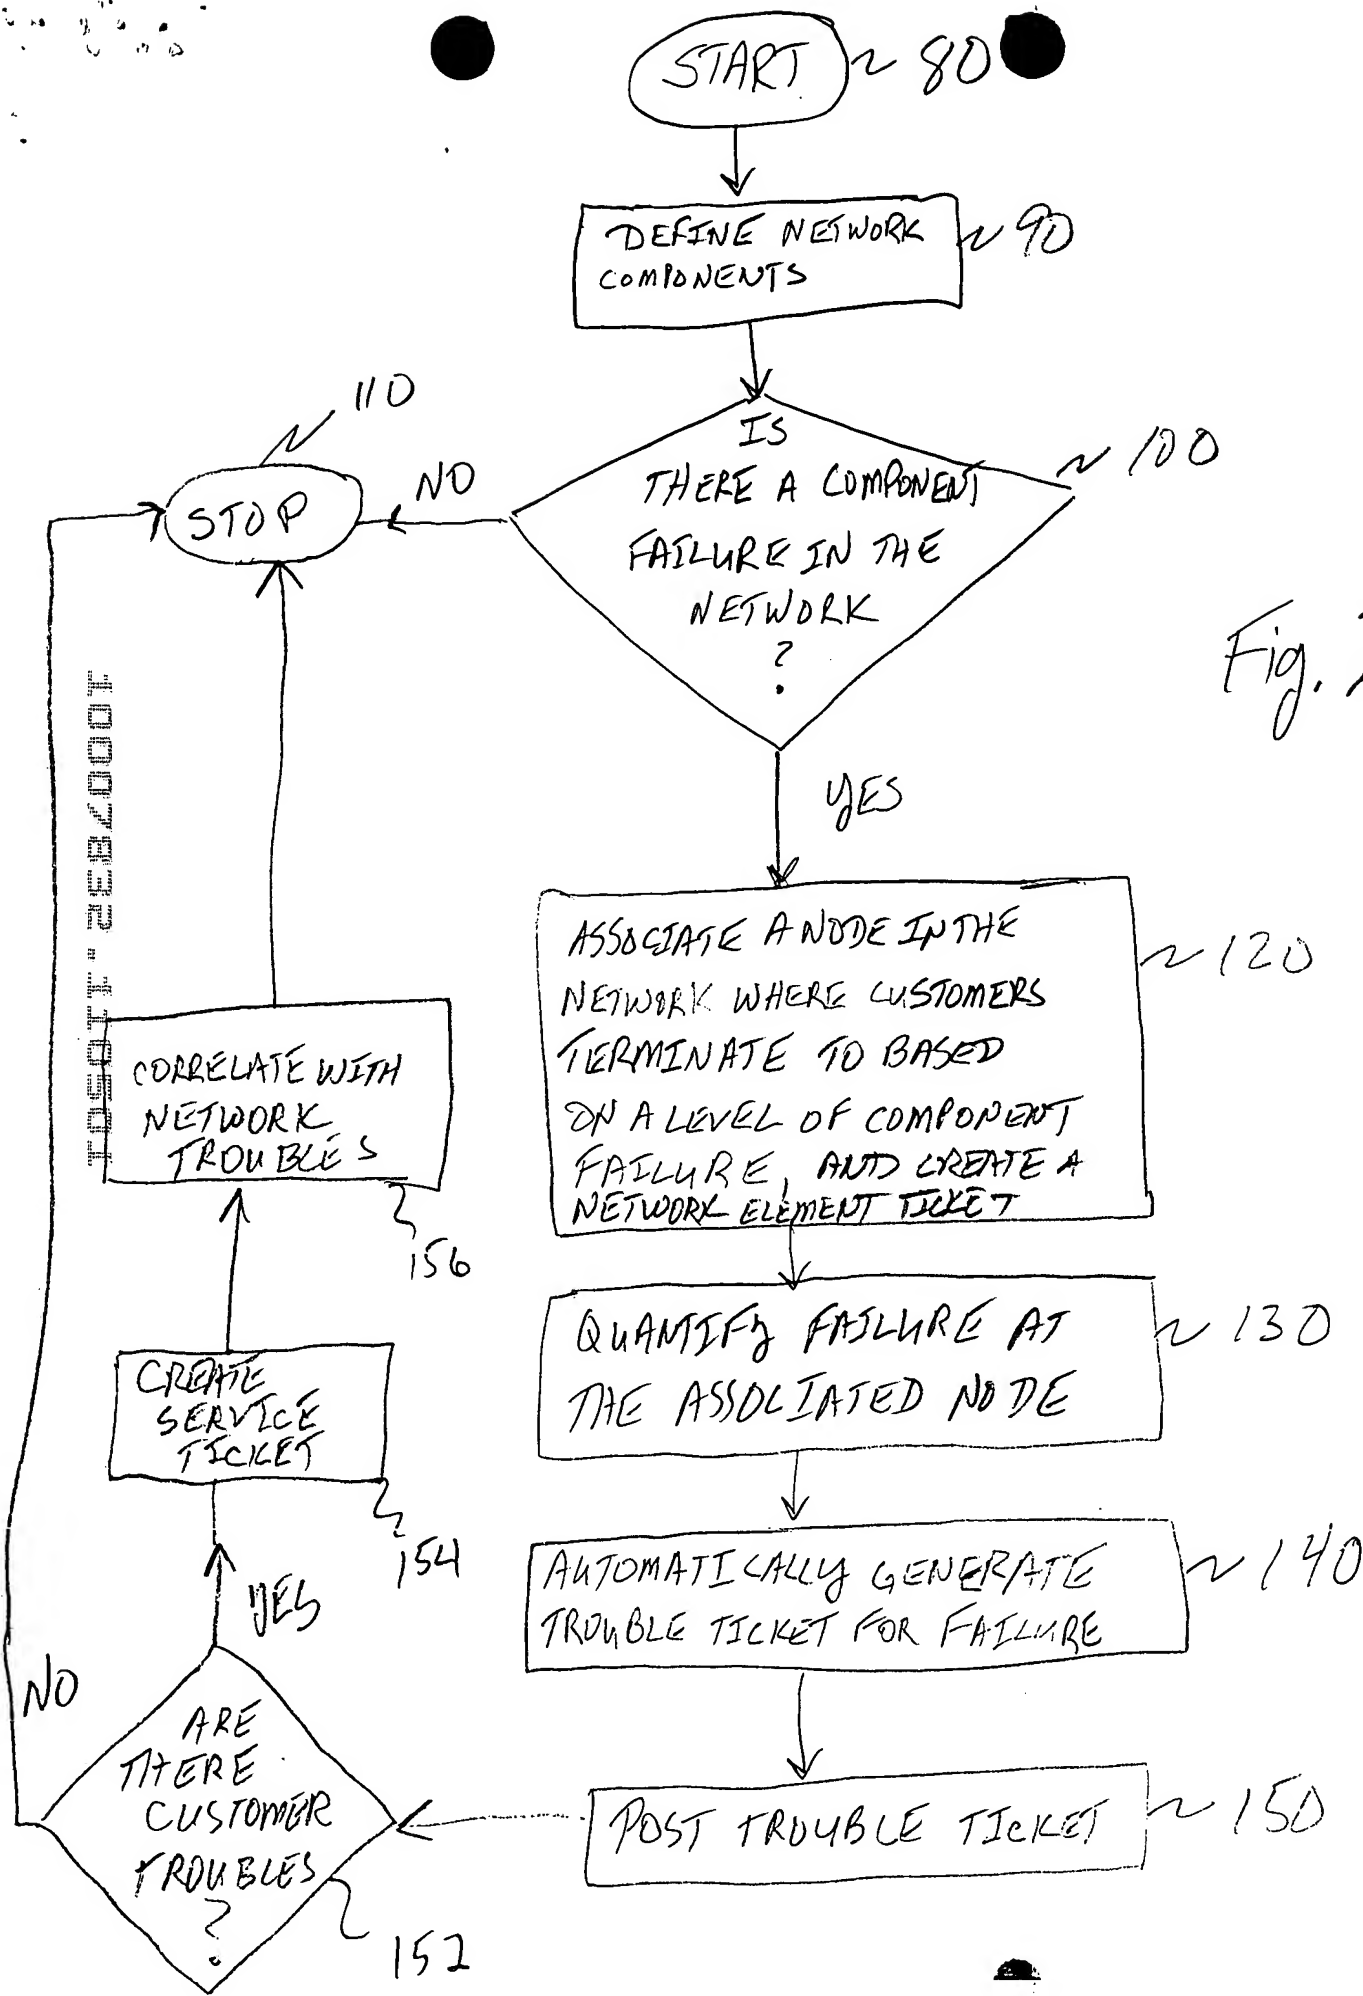 START
80
DEFINE NETWORK
COMPONENTS
90
IS
THERE A COMPONENT
FAILURE IN THE
NETWORK
?
100
NO
STOP
110
Fig.
YES
ASSOCIATE A NODE IN THE
NETWORK WHERE CUSTOMERS
TERMINATE TO BASED
ON A LEVEL OF COMPONENT
FAILURE, AND CREATE A
NETWORK ELEMENT TICKET
120
QUANTIFY FAILURE AT
THE ASSOCIATED NODE
130
AUTOMATICALLY GENERATE
TROUBLE TICKET FOR FAILURE
140
POST TROUBLE TICKET
150
ARE
THERE
CUSTOMER
TROUBLES
?
152
NO
YES
CREATE
SERVICE
TICKET
154
CORRELATE WITH
NETWORK
TROUBLES
156
10007832.110501